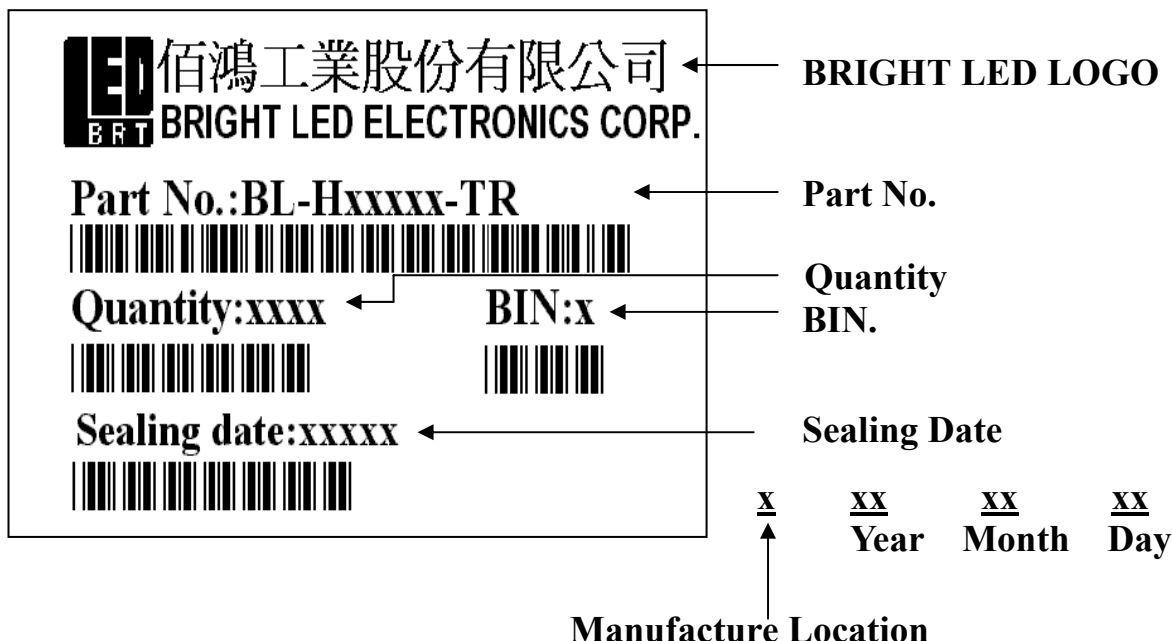 LED 佰鴻工業股份有限公司
BRT BRIGHT LED ELECTRONICS CORP.
BRIGHT LED LOGO
Part No.:BL-Hxxxxx-TR
Part No.
Quantity:xxxx
BIN:x
Quantity
BIN.
Sealing date:xxxxx
Sealing Date
x xx xx xx
Year Month Day
Manufacture Location